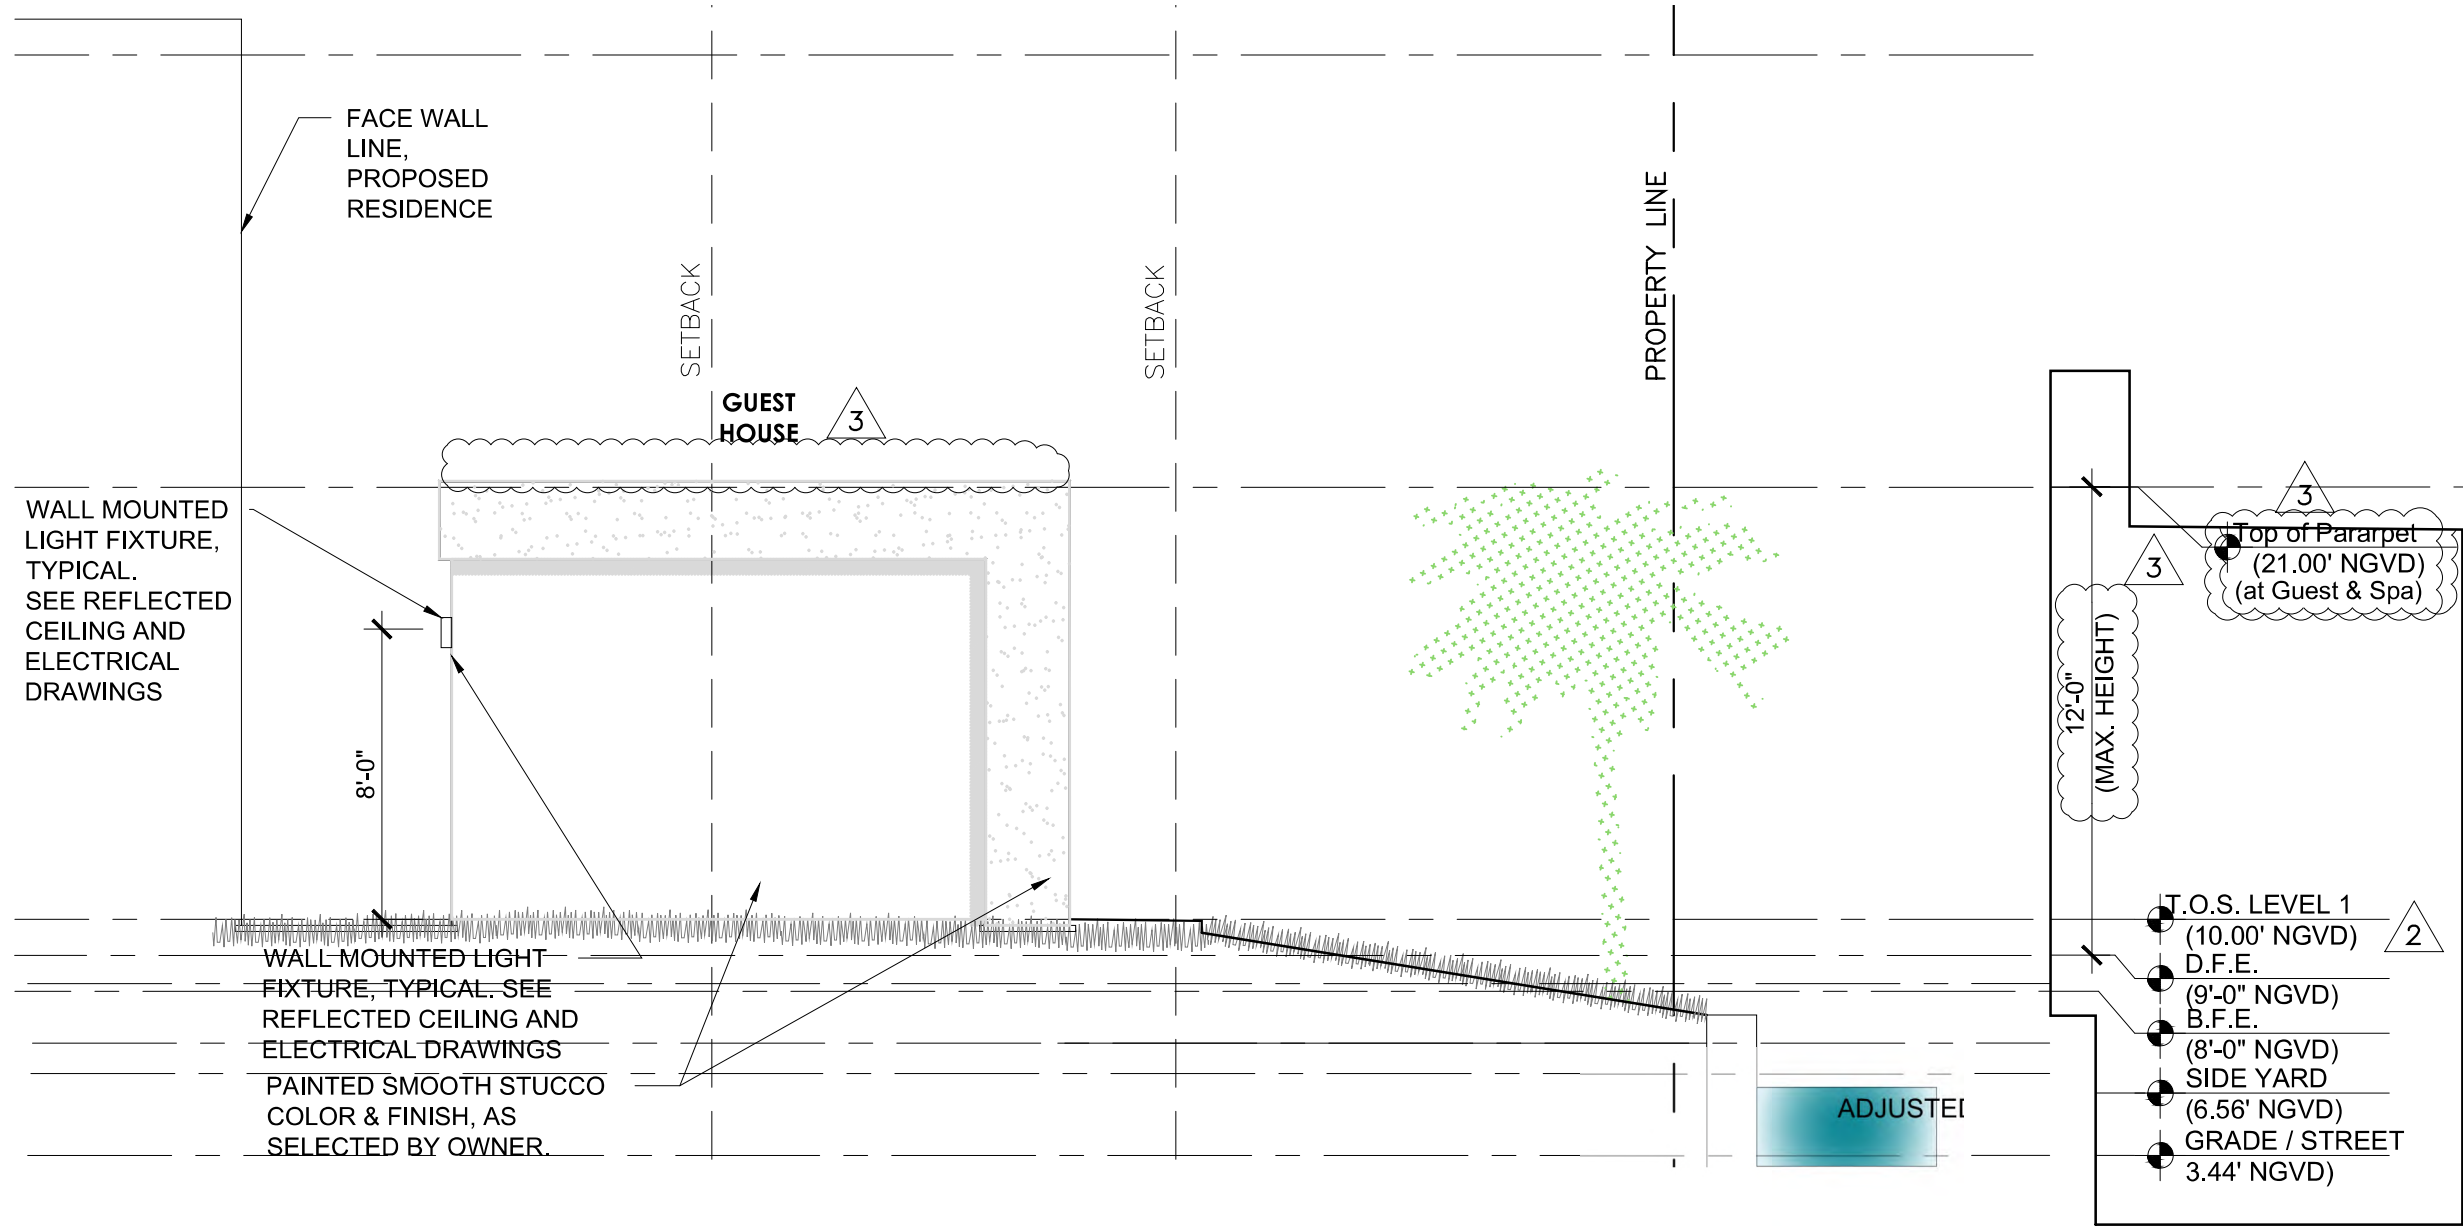 FACE WALL
LINE,
PROPOSED
RESIDENCE
SETBACK
SETBACK
PROPERTY LINE
GUEST
HOUSE
3
WALL MOUNTED
LIGHT FIXTURE,
TYPICAL.
SEE REFLECTED
CEILING AND
ELECTRICAL
DRAWINGS
8'-0"
3
Top of Pararpet
(21.00' NGVD)
(at Guest & Spa)
3
12'-0"
(MAX. HEIGHT)
T.O.S. LEVEL 1
(10.00' NGVD)
2
D.F.E.
(9'-0" NGVD)
B.F.E.
(8'-0" NGVD)
SIDE YARD
(6.56' NGVD)
GRADE / STREET
3.44' NGVD)
WALL MOUNTED LIGHT
FIXTURE, TYPICAL. SEE
REFLECTED CEILING AND
ELECTRICAL DRAWINGS
PAINTED SMOOTH STUCCO
COLOR & FINISH, AS
SELECTED BY OWNER.
ADJUSTED